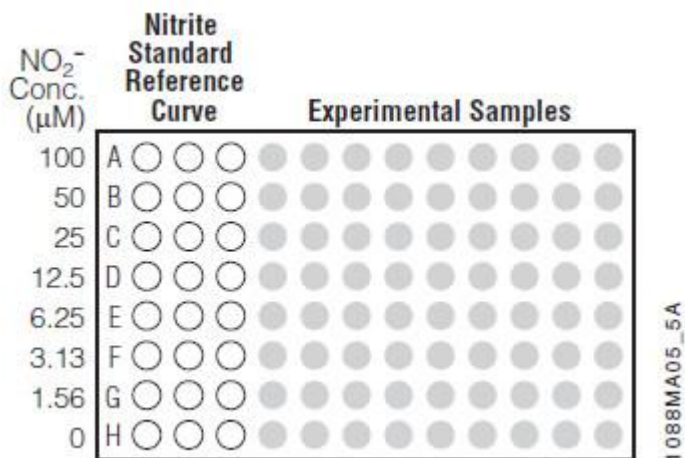 Nitrite
Standard
Reference
Curve
NO₂⁻
Conc.
(μM)
Experimental Samples
100 A
50 B
25 C
12.5 D
6.25 E
3.13 F
1.56 G
0 H
1088MA05_5A